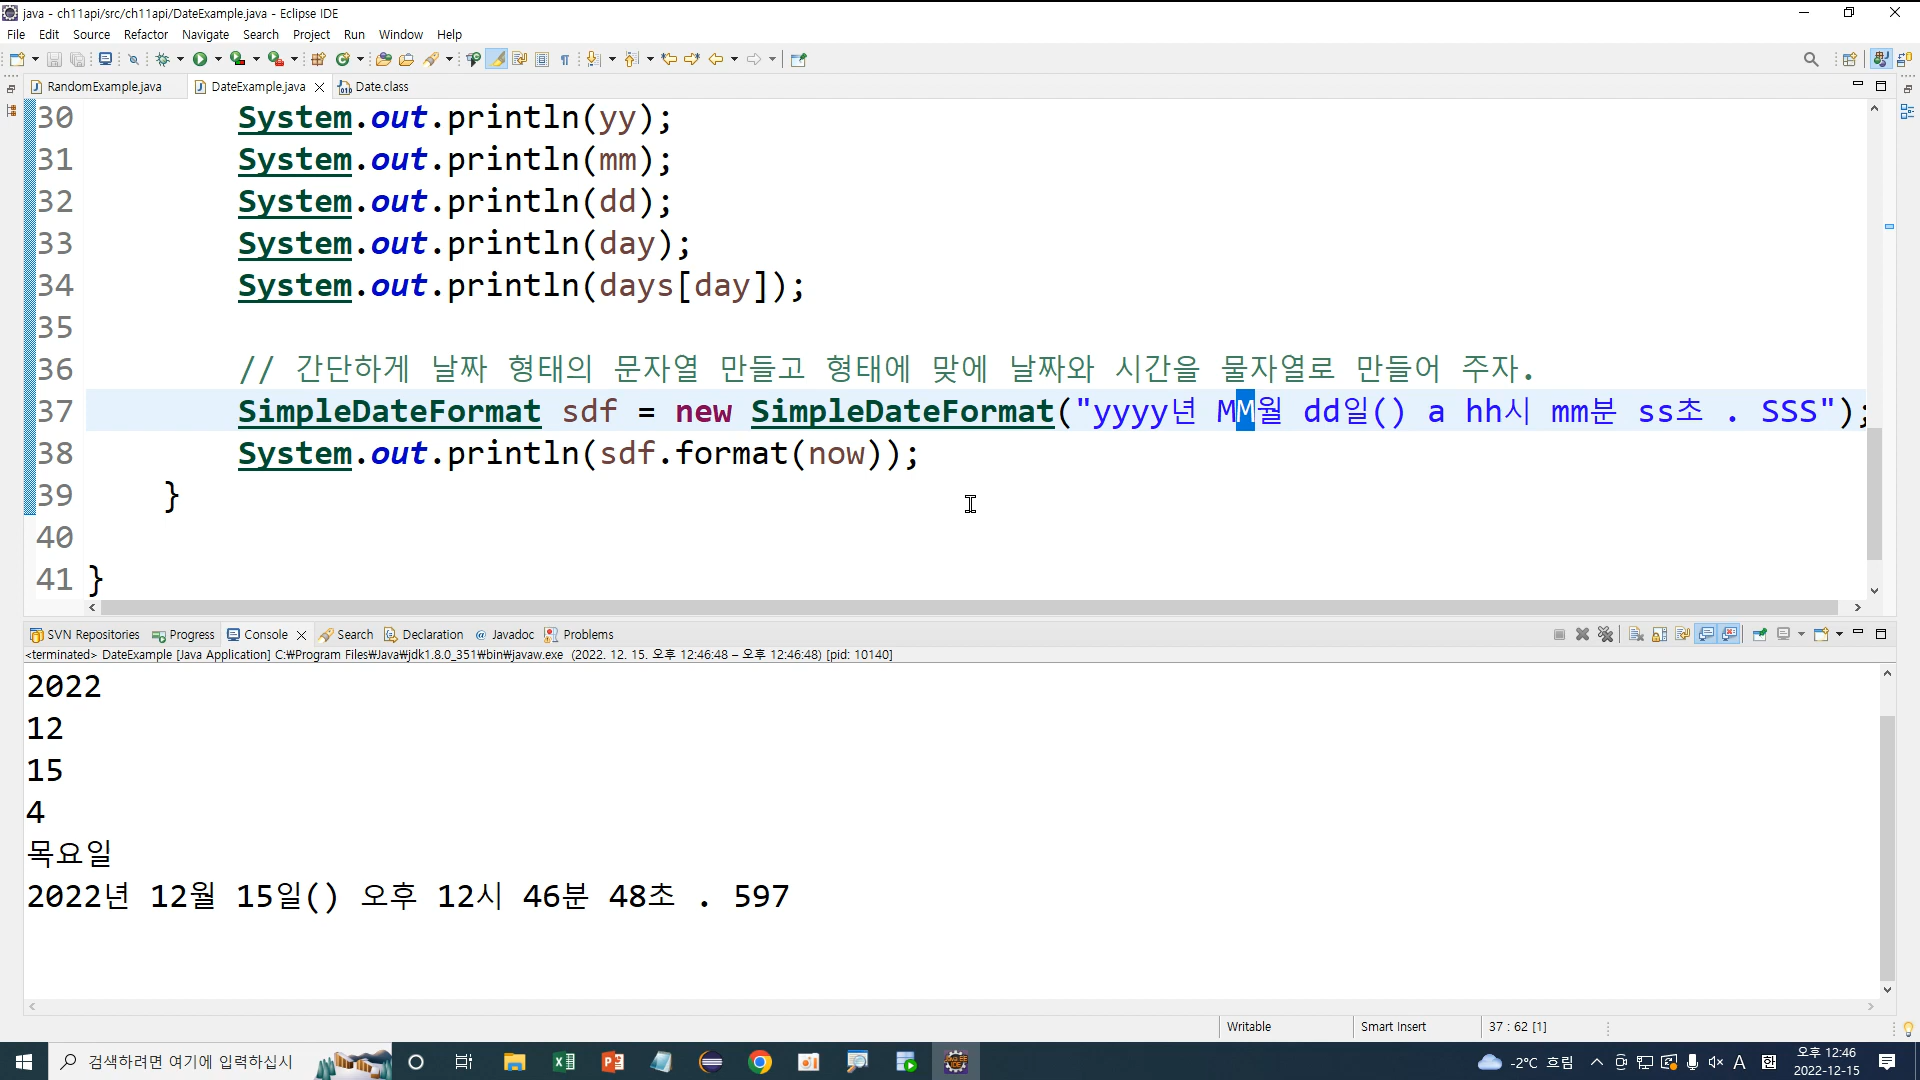 java - ch11api/src/ch11api/DateExample.java - Eclipse IDE
File Edit Source Refactor Navigate Search Project Run Window Help
RandomExample.java DateExample.java Date.class
30 System.out.println(yy);
31 System.out.println(mm);
32 System.out.println(dd);
33 System.out.println(day);
34 System.out.println(days[day]);
35
36 // 간단하게 날짜 형태의 문자열 만들고 형태에 맞에 날짜와 시간을 물자열로 만들어 주자.
37 SimpleDateFormat sdf = new SimpleDateFormat("yyyy년 MM월 dd일() a hh시 mm분 ss초 . SSS");
38 System.out.println(sdf.format(now));
39 }
40
41 }
SVN Repositories Progress Console Search Declaration Javadoc Problems
<terminated> DateExample [Java Application] C:₩Program Files₩Java₩jdk1.8.0_351₩bin₩javaw.exe (2022. 12. 15. 오후 12:46:48 – 오후 12:46:48) [pid: 10140]
2022
12
15
4
목요일
2022년 12월 15일() 오후 12시 46분 48초 . 597
Writable Smart Insert 37 : 62 [1]
검색하려면 여기에 입력하십시 -2°C 흐림 A 한 오후 12:46
2022-12-15